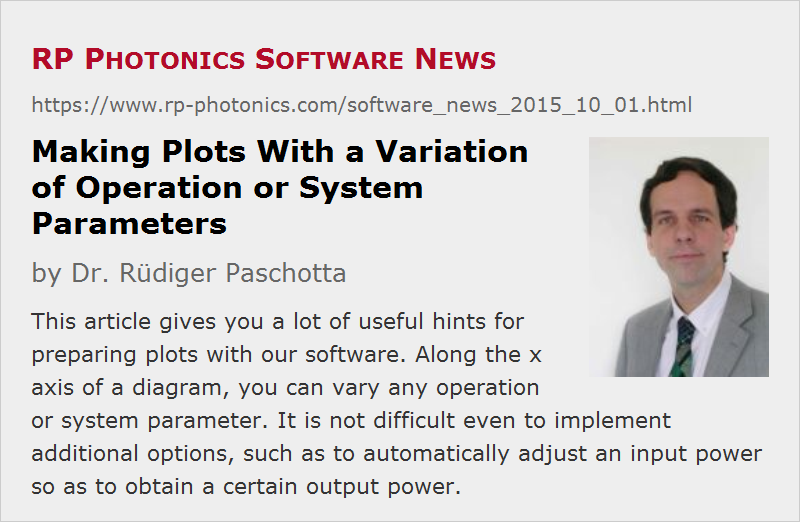 RP Photonics Software News
https://www.rp-photonics.com/software_news_2015_10_01.html
Making Plots With a Variation
of Operation or System
Parameters
by Dr. Rüdiger Paschotta
This article gives you a lot of useful hints for
preparing plots with our software. Along the x
axis of a diagram, you can vary any operation
or system parameter. It is not difficult even to implement
additional options, such as to automatically adjust an input power
so as to obtain a certain output power.